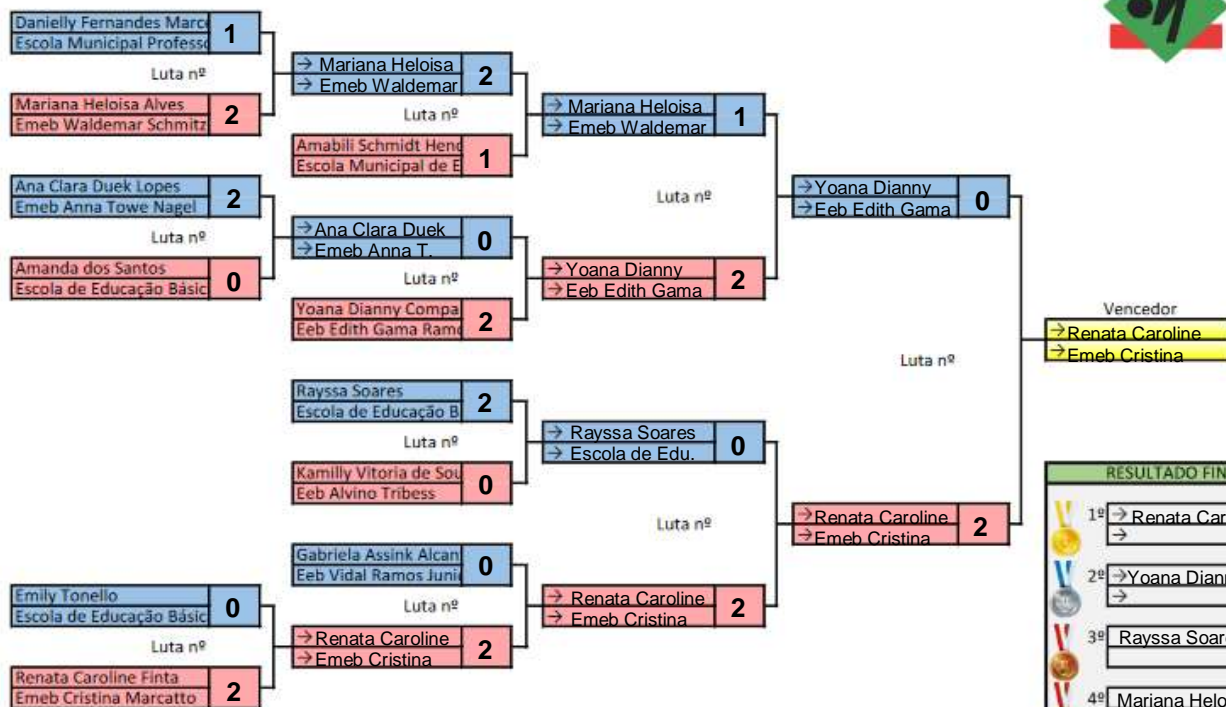 Danielly Fernandes Marce
Escola Municipal Professo
1
Luta nº
Mariana Heloisa Alves
Emeb Waldemar Schmitz
2
Ana Clara Duek Lopes
Emeb Anna Towe Nagel
2
Luta nº
Amanda dos Santos
Escola de Educação Básic
0
Emily Tonello
Escola de Educação Básic
0
Luta nº
Renata Caroline Finta
Emeb Cristina Marcatto
2
→ Mariana Heloisa
→ Emeb Waldemar
2
Luta nº
Amabili Schmidt Hend
Escola Municipal de E
1
→Ana Clara Duek
→Emeb Anna T.
0
Luta nº
Yoana Dianny Compa
Eeb Edith Gama Ramo
2
Rayssa Soares
Escola de Educação B
2
Luta nº
Kamilly Vitoria de Sou
Eeb Alvino Tribess
0
Gabriela Assink Alcan
Eeb Vidal Ramos Junio
0
Luta nº
→Renata Caroline
→Emeb Cristina
2
→ Mariana Heloisa
→ Emeb Waldemar
1
Luta nº
→Yoana Dianny
→Eeb Edith Gama
2
→ Rayssa Soares
→ Escola de Edu.
0
Luta nº
→ Renata Caroline
→ Emeb Cristina
2
→Yoana Dianny
→Eeb Edith Gama
0
Luta nº
→Renata Caroline
→Emeb Cristina
2
Vencedor
→Renata Caroline
→Emeb Cristina
RESULTADO FIN
1º → Renata Car
→
2º →Yoana Diann
→
3º Rayssa Soare
4º Mariana Helo